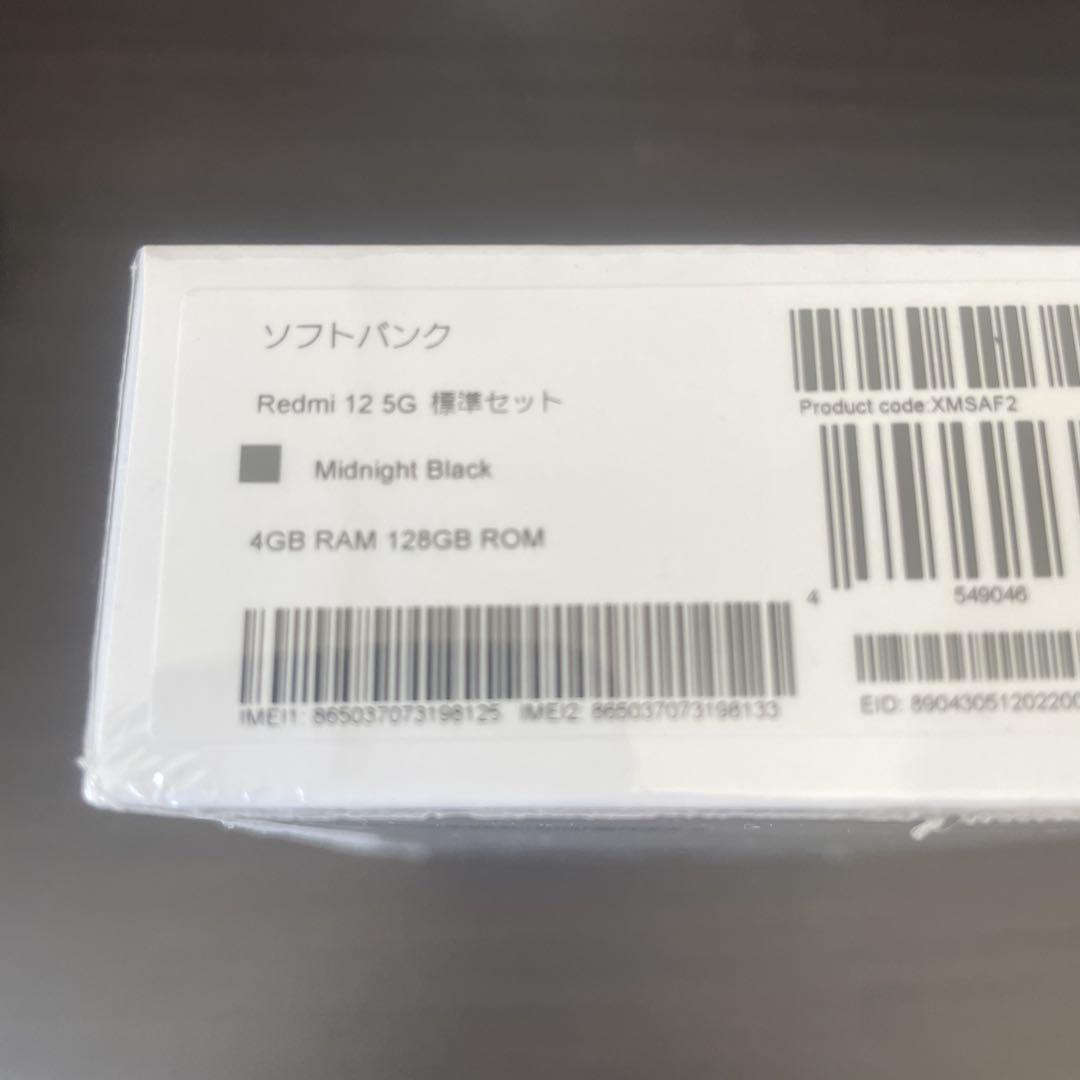 ソフトバンク
Redmi 12 5G 標準セット
Midnight Black
4GB RAM 128GB ROM
IMEI1: 865037073198125 IMEI2: 865037073198133
Product code:XMSAF2
4 549046
EID: 89043051202200